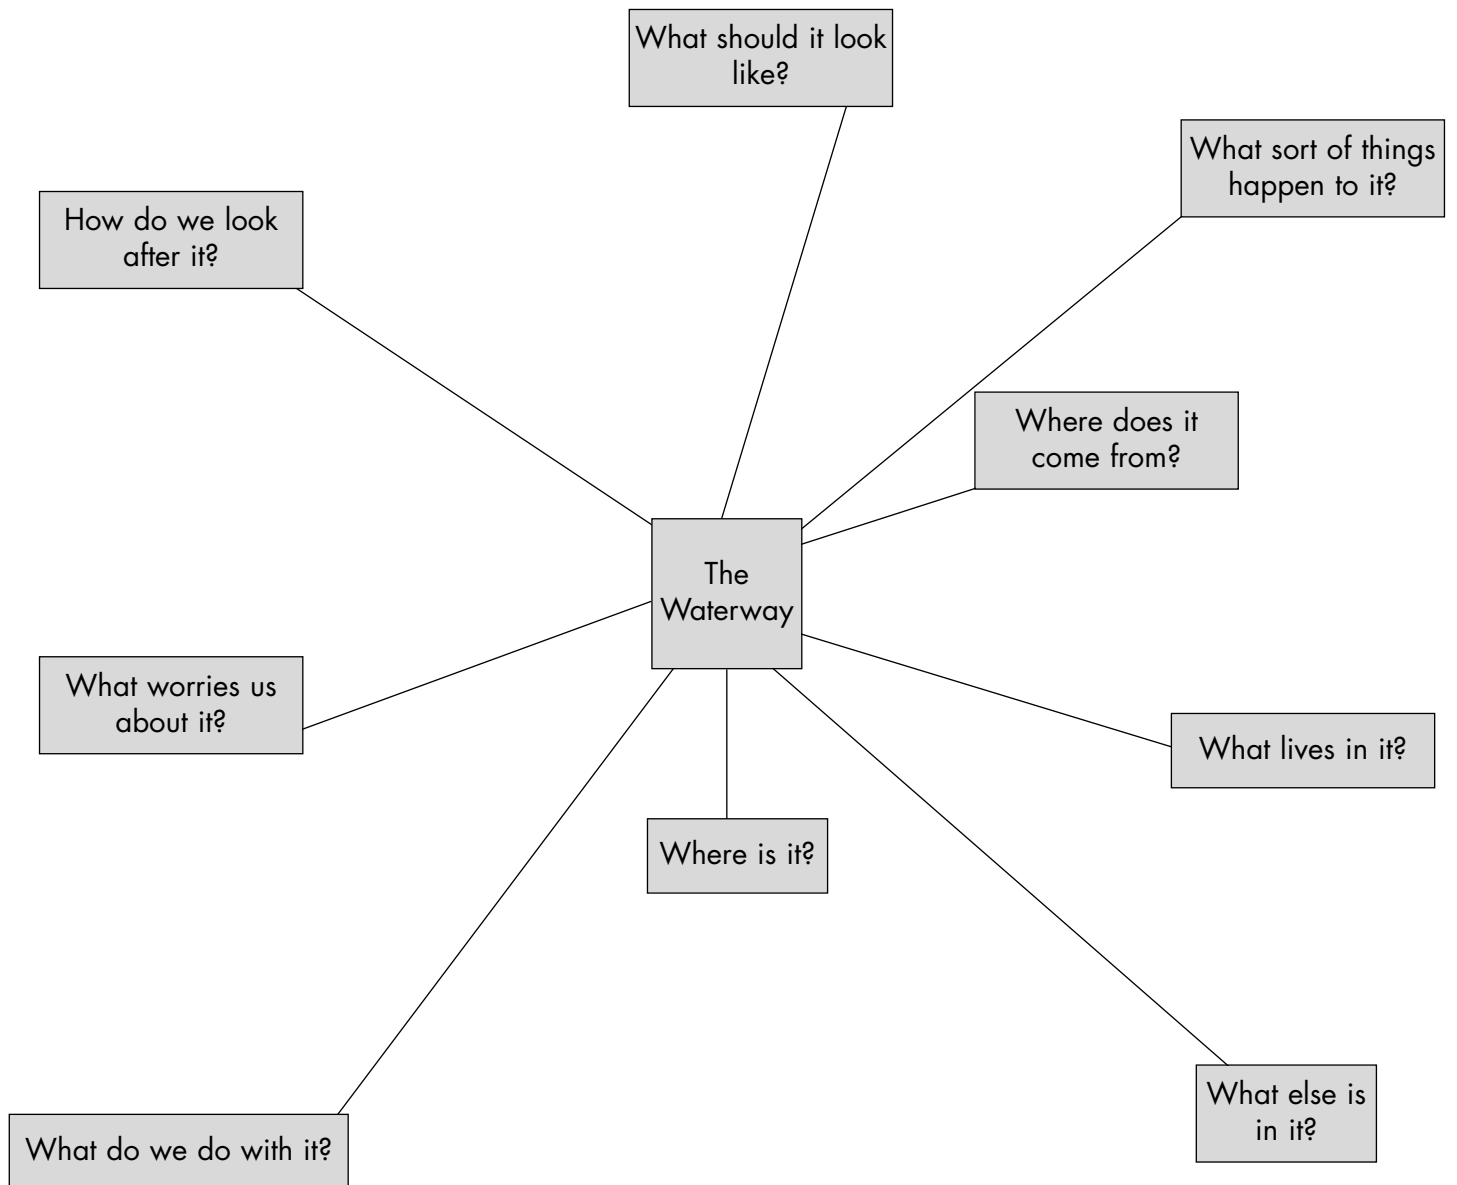 What should it look
like?
What sort of things
happen to it?
How do we look
after it?
Where does it
come from?
The
Waterway
What worries us
about it?
What lives in it?
Where is it?
What else is
in it?
What do we do with it?